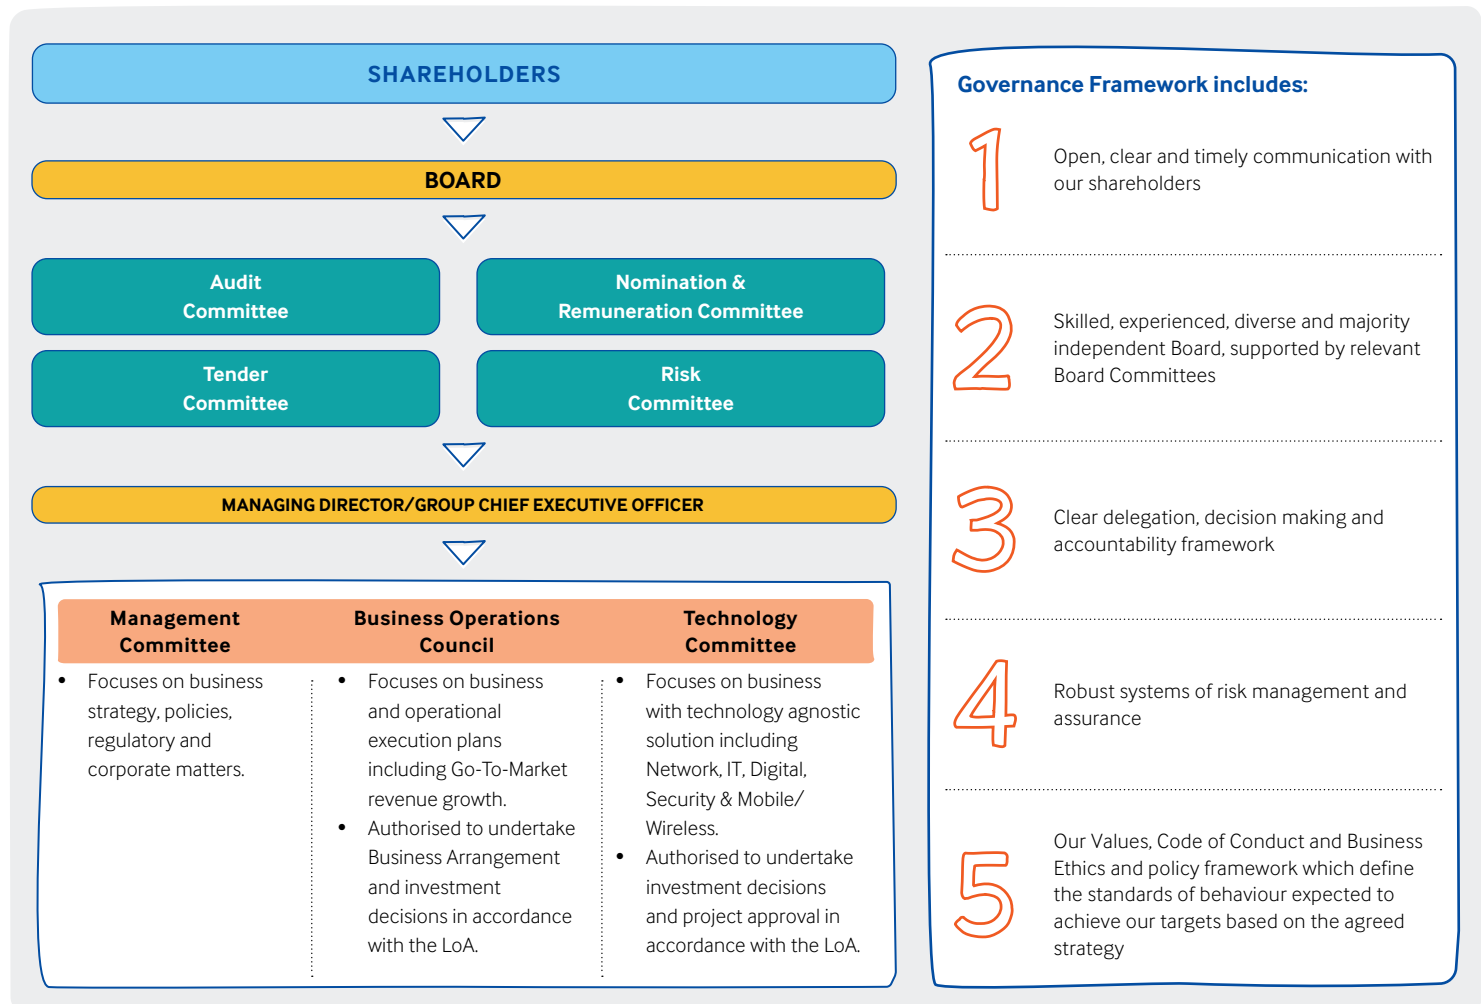 SHAREHOLDERS
BOARD
Audit
Committee
Nomination &
Remuneration Committee
Tender
Committee
Risk
Committee
MANAGING DIRECTOR/GROUP CHIEF EXECUTIVE OFFICER
Management
Committee
• Focuses on business
strategy, policies,
regulatory and
corporate matters.
Business Operations
Council
• Focuses on business
and operational
execution plans
including Go-To-Market
revenue growth.
• Authorised to undertake
Business Arrangement
and investment
decisions in accordance
with the LoA.
Technology
Committee
• Focuses on business
with technology agnostic
solution including
Network, IT, Digital,
Security & Mobile/
Wireless.
• Authorised to undertake
investment decisions
and project approval in
accordance with the LoA.
Governance Framework includes:
1
Open, clear and timely communication with
our shareholders
2
Skilled, experienced, diverse and majority
independent Board, supported by relevant
Board Committees
3
Clear delegation, decision making and
accountability framework
4
Robust systems of risk management and
assurance
5
Our Values, Code of Conduct and Business
Ethics and policy framework which define
the standards of behaviour expected to
achieve our targets based on the agreed
strategy